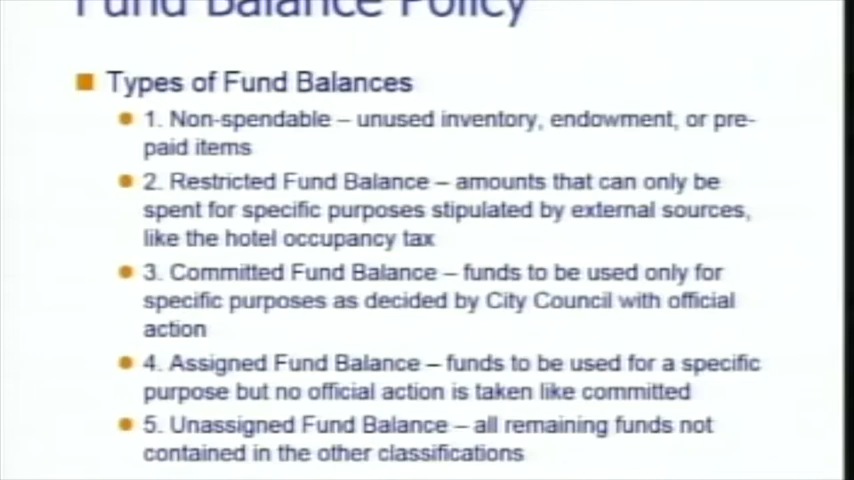 Fund Balance Policy
Types of Fund Balances
1. Non-spendable – unused inventory, endowment, or pre-
paid items
2. Restricted Fund Balance – amounts that can only be
spent for specific purposes stipulated by external sources,
like the hotel occupancy tax
3. Committed Fund Balance – funds to be used only for
specific purposes as decided by City Council with official
action
4. Assigned Fund Balance – funds to be used for a specific
purpose but no official action is taken like committed
5. Unassigned Fund Balance – all remaining funds not
contained in the other classifications